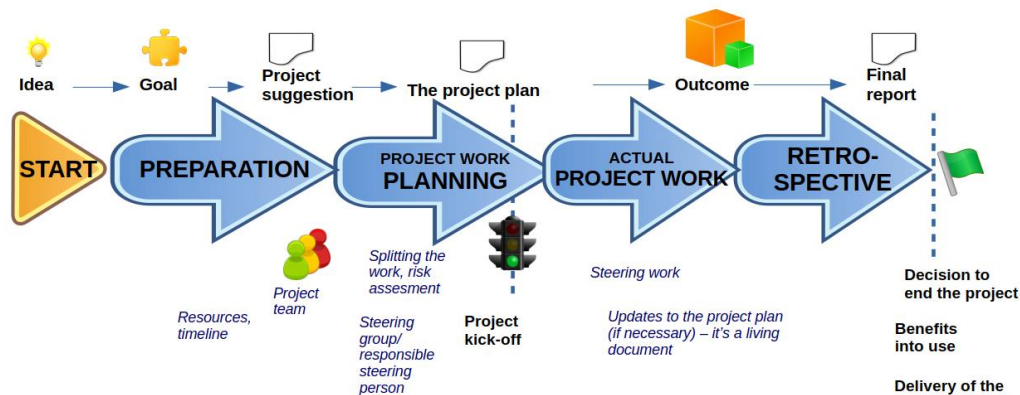 Idea
Goal
Project
suggestion
The project plan
Outcome
Final
report
START
PREPARATION
PROJECT WORK
PLANNING
ACTUAL
PROJECT WORK
RETRO-
SPECTIVE
Resources,
timeline
Project
team
Splitting the
work, risk
assesment
Steering
group/
responsible
steering
person
Project
kick-off
Steering work
Updates to the project plan
(if necessary) – it's a living
document
Decision to
end the project
Benefits
into use
Delivery of the